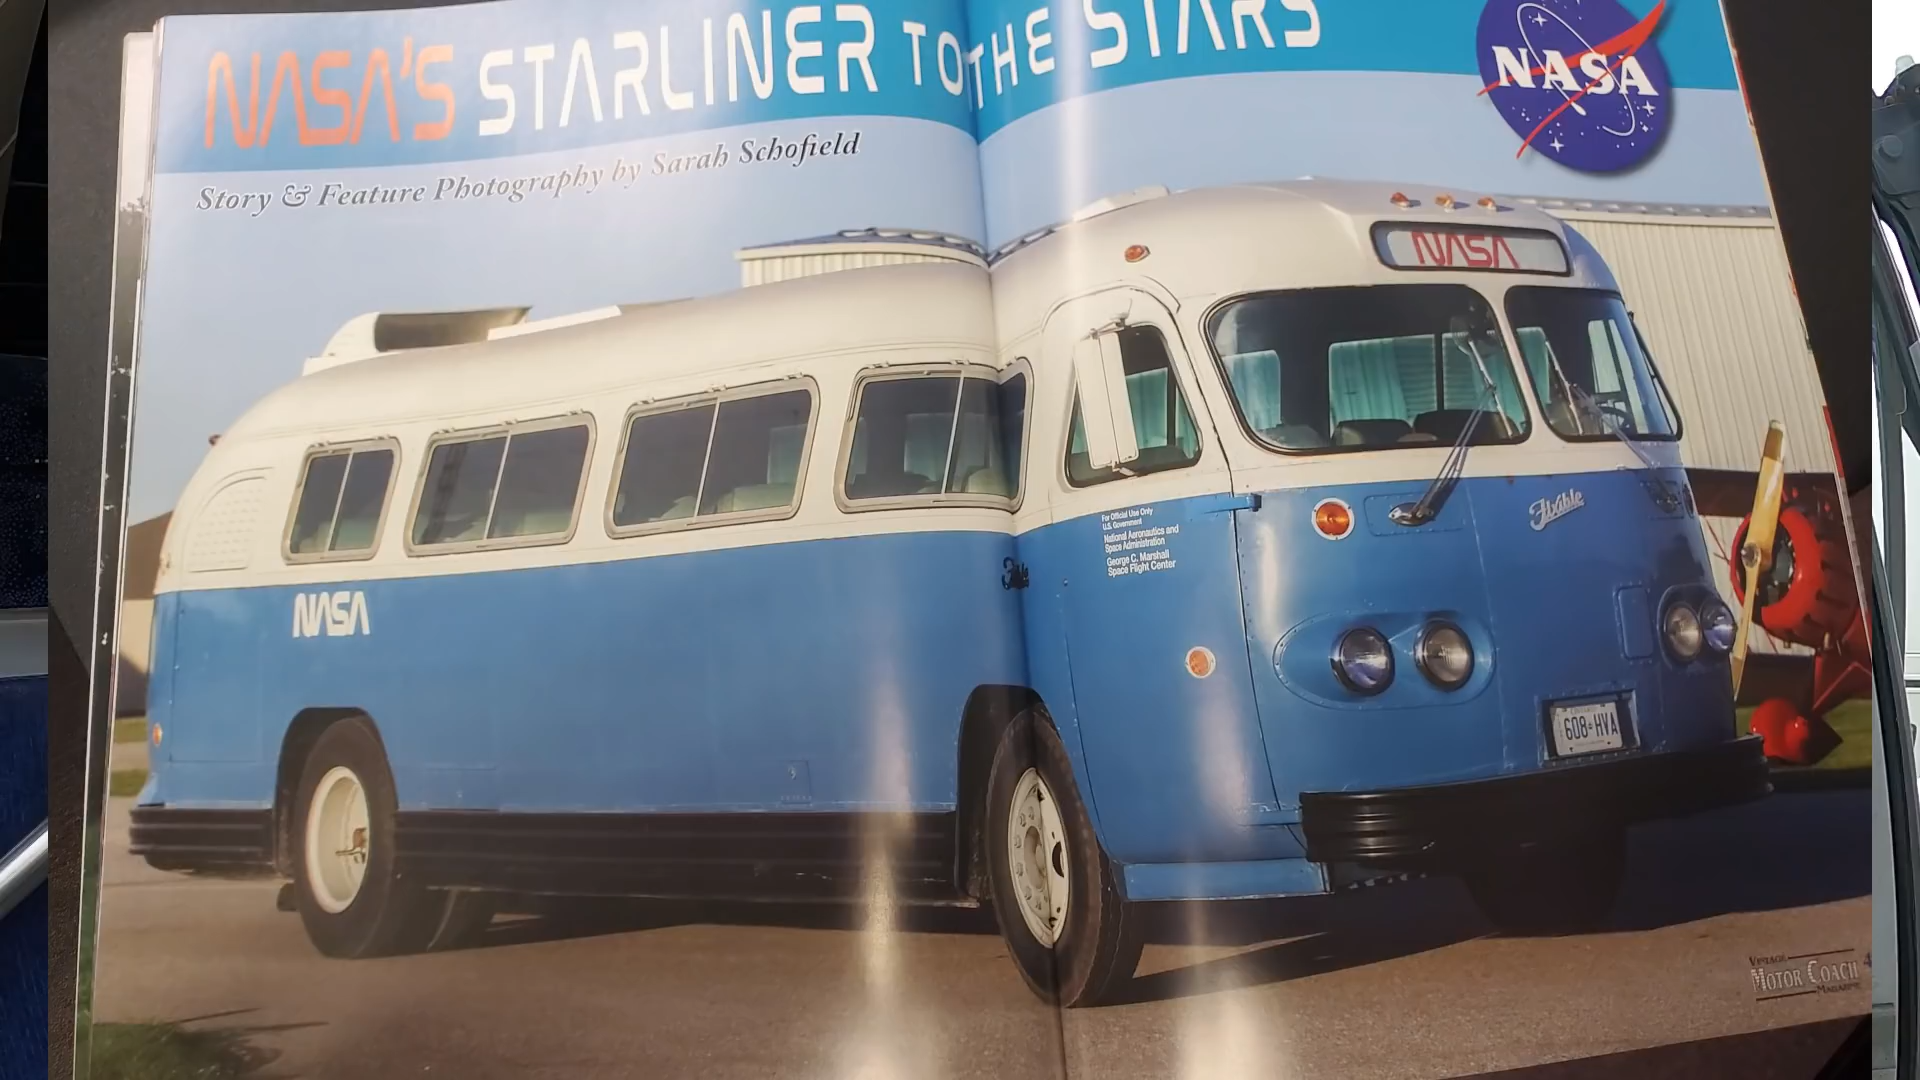 NASA'S STARLINER TO THE STARS
NASA
Story & Feature Photography by Sarah Schofield
NASA
For Official Use Only
U.S. Government
National Aeronautics and
Space Administration
George C. Marshall
Space Flight Center
Flxible
NASA
608 HVA
VINTAGE
MOTOR COACH
MAGAZINE